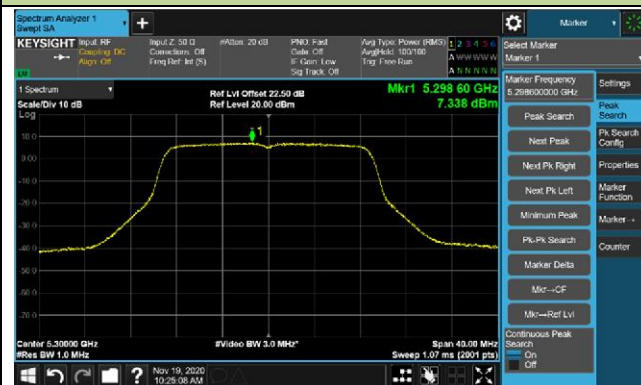 Spectrum Analyzer 1
Swept SA
+
Marker
KEYSIGHT
Input: RF
Coupling: DC
Align: Off
Input Z: 50 Ω
Corrections: Off
Freq Ref: Int (S)
#Atten: 20 dB
PNO: Fast
Gate: Off
IF Gain: Low
Sig Track: Off
Avg Type: Power (RMS)
Avg|Hold: 100/100
Trig: Free Run
1 2 3 4 5 6
A W W W W W
A N N N N N
Select Marker
Marker 1
1 Spectrum
Scale/Div 10 dB
Log
Ref Lvl Offset 22.50 dB
Ref Level 20.00 dBm
Mkr1 5.298 60 GHz
7.338 dBm
Marker Frequency
5.298600000 GHz
Peak Search
Next Peak
Next Pk Right
Next Pk Left
Minimum Peak
Pk-Pk Search
Marker Delta
Mkr→CF
Mkr→Ref Lvl
Continuous Peak
Search
On
Off
Settings
Peak
Search
Pk Search
Config
Properties
Marker
Function
Marker→
Counter
1
10.0
0.00
-10.0
-20.0
-30.0
-40.0
-50.0
-60.0
-70.0
Center 5.30000 GHz
#Res BW 1.0 MHz
#Video BW 3.0 MHz*
Span 40.00 MHz
Sweep 1.07 ms (2001 pts)
?
Nov 19, 2020
10:25:08 AM